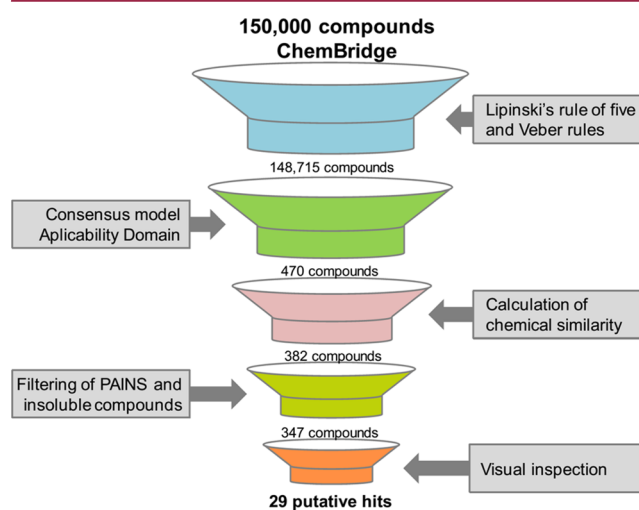 150,000 compounds
ChemBridge
Lipinski's rule of five
and Veber rules
148,715 compounds
Consensus model
Aplicability Domain
470 compounds
Calculation of
chemical similarity
382 compounds
Filtering of PAINS and
insoluble compounds
347 compounds
Visual inspection
29 putative hits